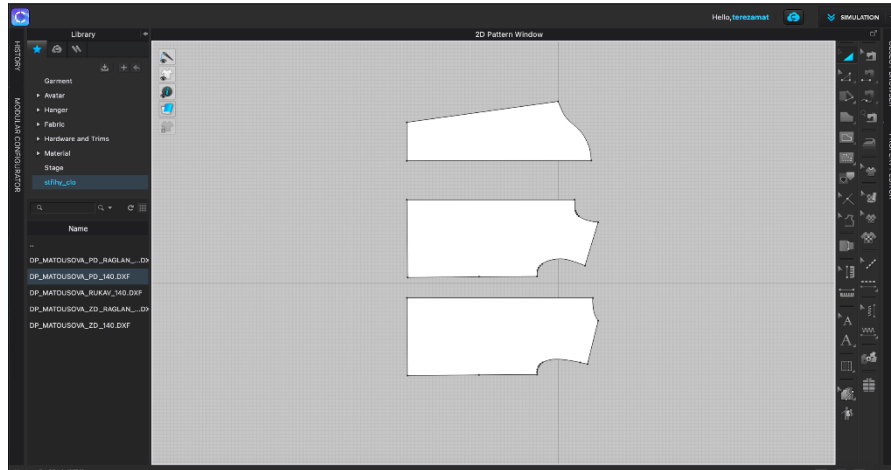 Hello,terezamat
SIMULATION
Library
2D Pattern Window
HISTORY
MODULAR CONFIGURATOR
Garment
Avatar
Hanger
Fabric
Hardware and Trims
Material
Stage
stfihy_clo
Name
..
DP_MATOUSOVA_PD_RAGLAN_...DX
DP_MATOUSOVA_PD_140.DXF
DP_MATOUSOVA_RUKAV_140.DXF
DP_MATOUSOVA_ZD_RAGLAN_...DX
DP_MATOUSOVA_ZD_140.DXF